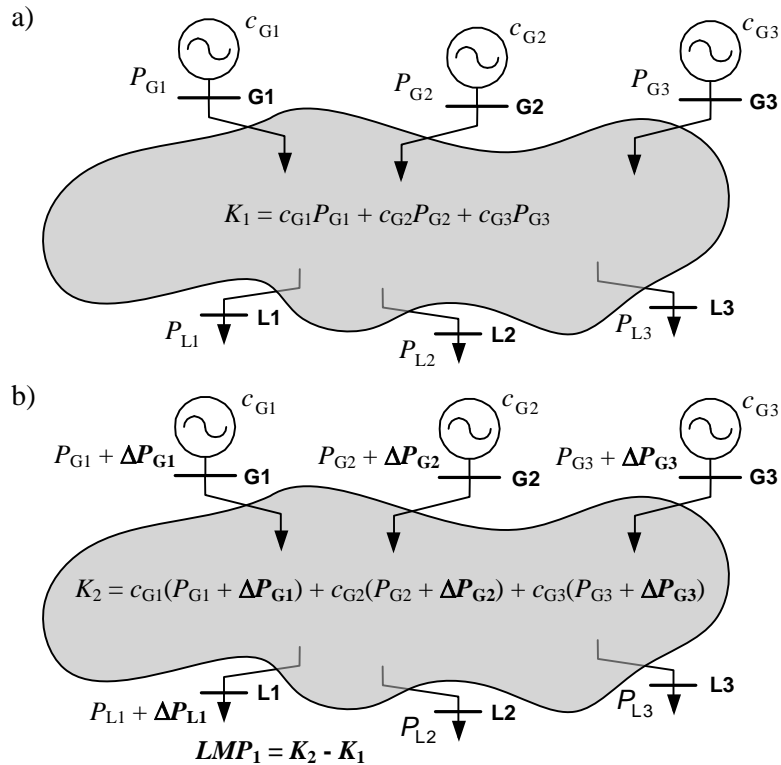 a)
c_G1 c_G2 c_G3
P_G1 P_G2 P_G3
G1 G2 G3
K_1 = c_G1P_G1 + c_G2P_G2 + c_G3P_G3
L1 L2 L3
P_L1 P_L2 P_L3
b)
c_G1 c_G2 c_G3
P_G1 + ΔP_G1 P_G2 + ΔP_G2 P_G3 + ΔP_G3
G1 G2 G3
K_2 = c_G1(P_G1 + ΔP_G1) + c_G2(P_G2 + ΔP_G2) + c_G3(P_G3 + ΔP_G3)
L1 L2 L3
P_L1 + ΔP_L1 P_L2 P_L3
LMP_1 = K_2 - K_1